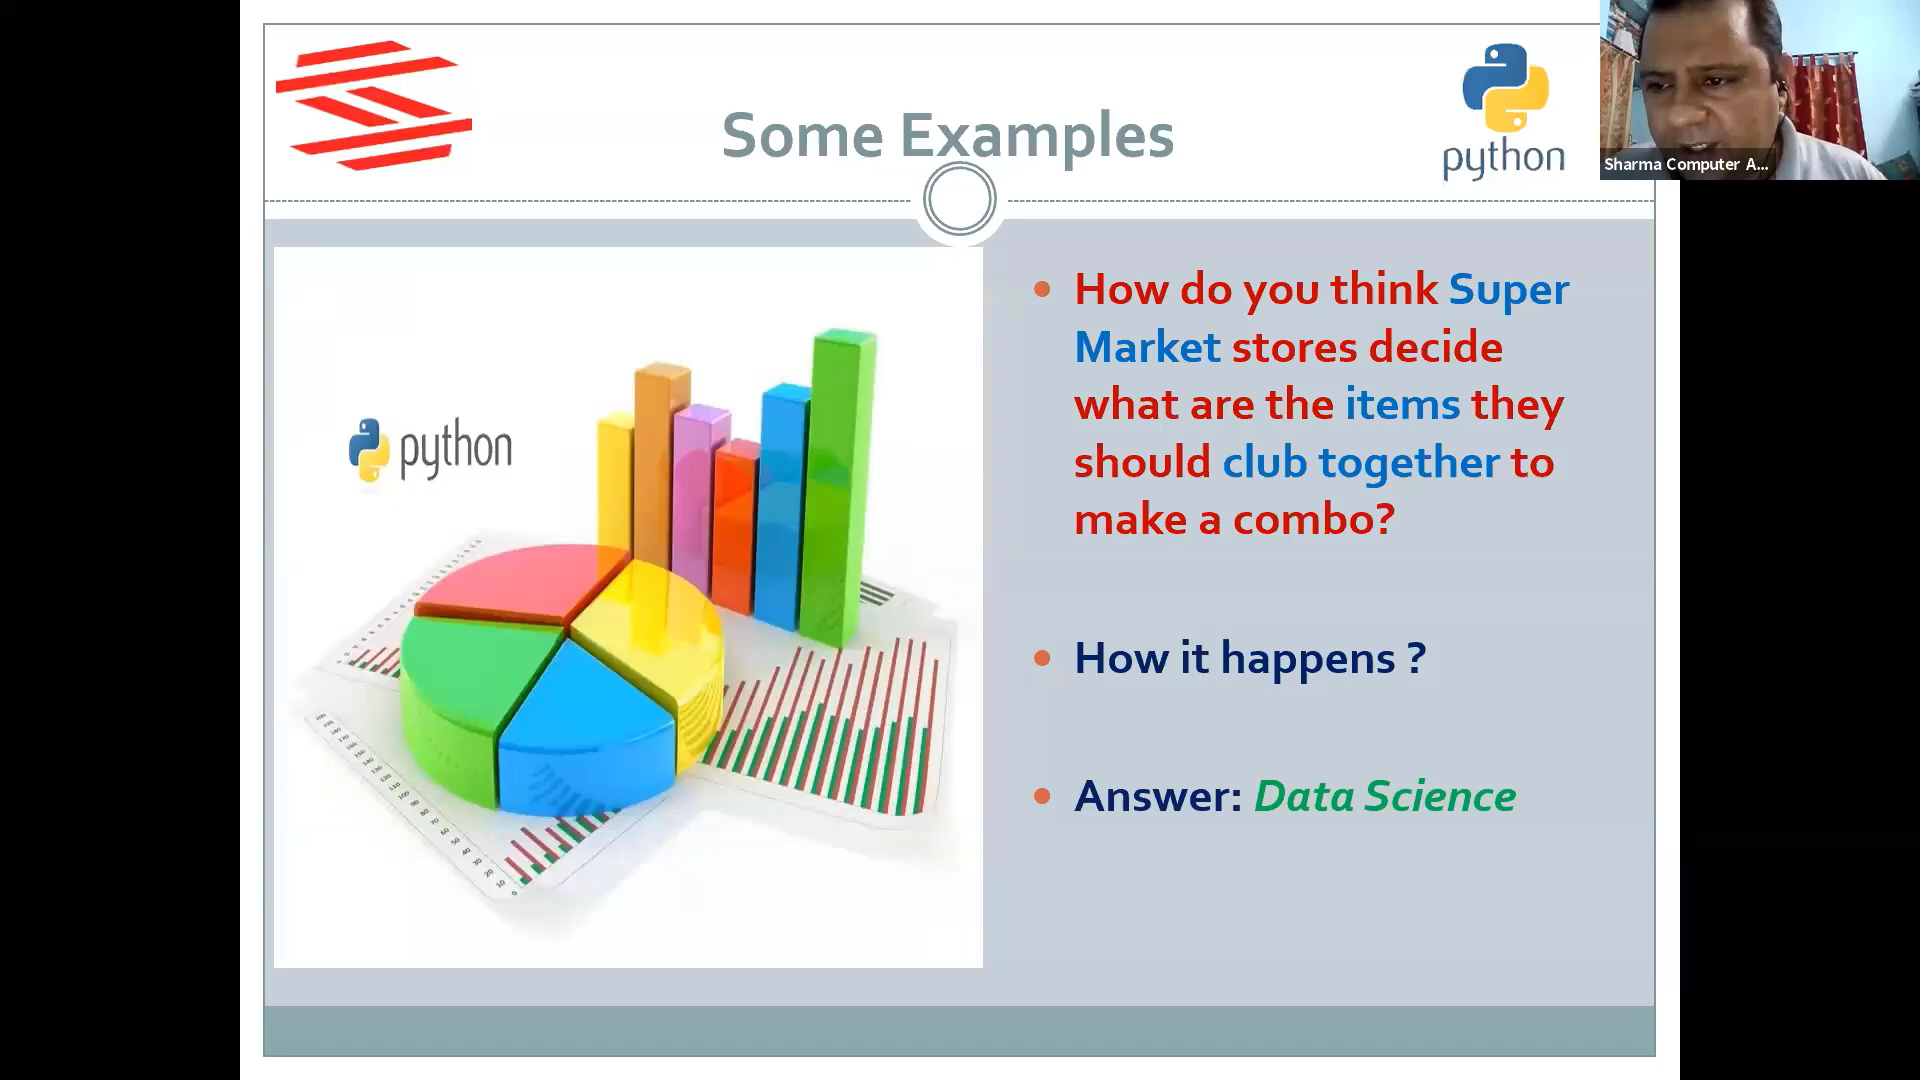 Some Examples
python
Sharma Computer A...
python
How do you think Super
Market stores decide
what are the items they
should club together to
make a combo?
How it happens ?
Answer: Data Science